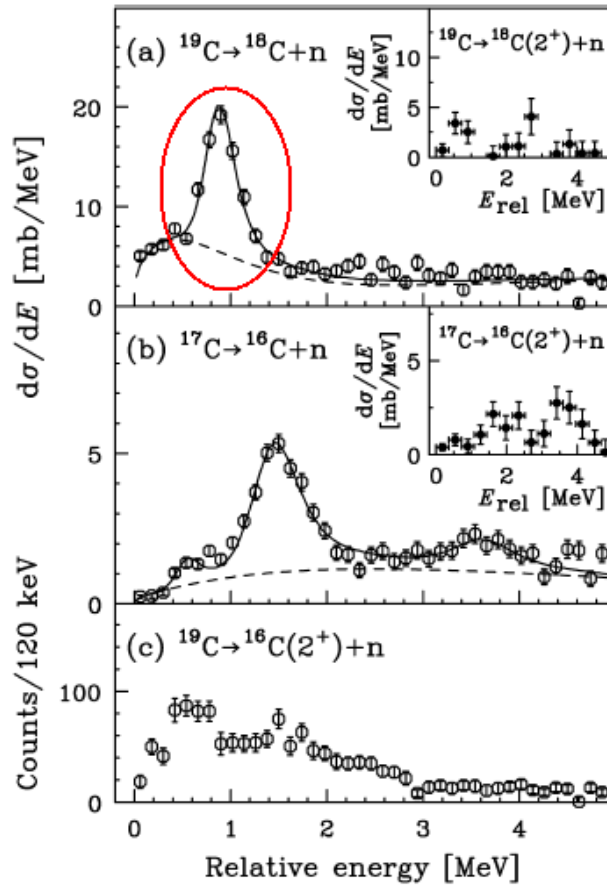 (a) ¹⁹C→¹⁸C+n
¹⁹C→¹⁸C(2⁺)+n
dσ/dE
[mb/MeV]
10
5
0
0 2 4
E_rel [MeV]
20
10
0
dσ/dE [mb/MeV]
(b) ¹⁷C→¹⁶C+n
¹⁷C→¹⁶C(2⁺)+n
dσ/dE
[mb/MeV]
5
0
0 2 4
E_rel [MeV]
5
0
(c) ¹⁹C→¹⁶C(2⁺)+n
Counts/120 keV
100
0
0 1 2 3 4
Relative energy [MeV]